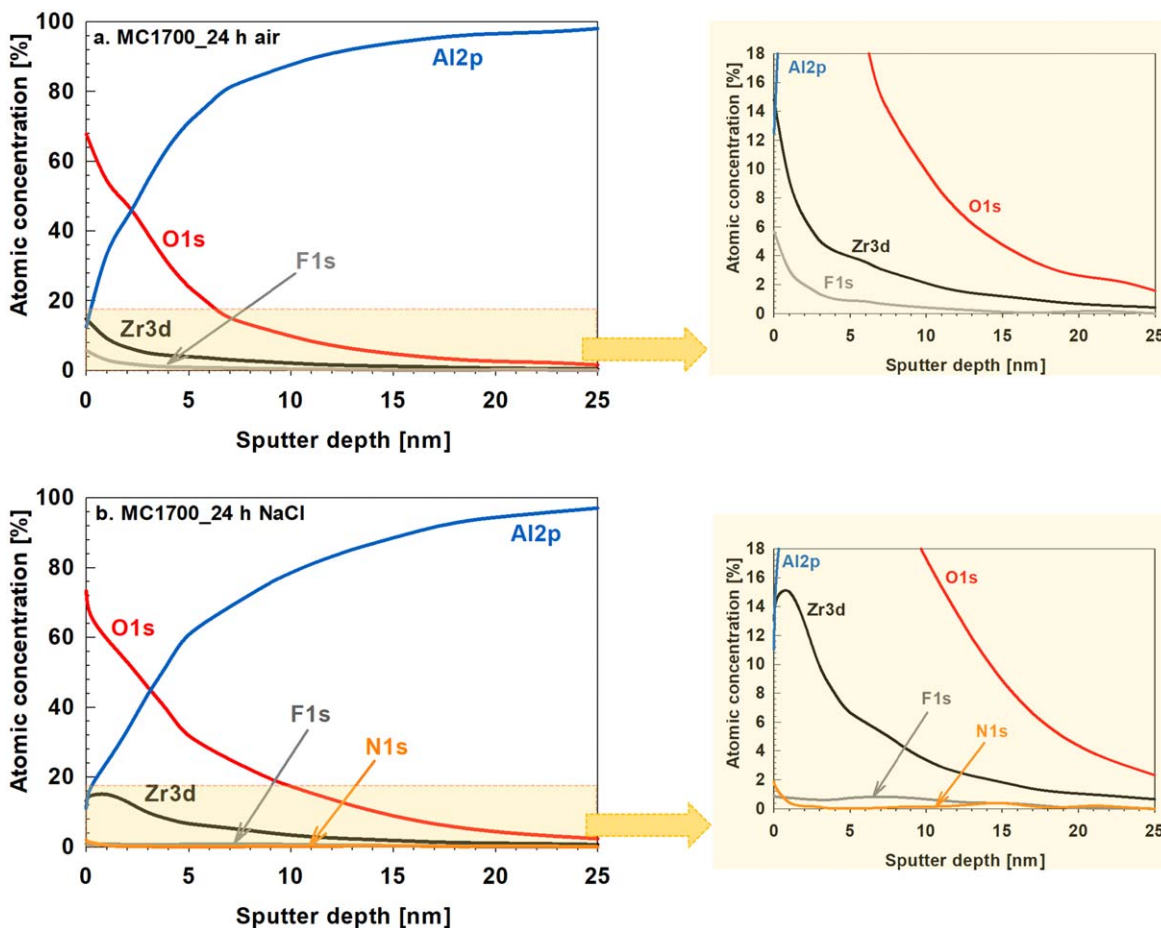 a. MC1700_24 h air
Atomic concentration [%]
100
80
60
40
20
0
Al2p
O1s
F1s
Zr3d
0 5 10 15 20 25
Sputter depth [nm]
Atomic concentration [%]
18
16
14
12
10
8
6
4
2
0
Al2p
O1s
Zr3d
F1s
0 5 10 15 20 25
Sputter depth [nm]
b. MC1700_24 h NaCl
Atomic concentration [%]
100
80
60
40
20
0
Al2p
O1s
F1s
N1s
Zr3d
0 5 10 15 20 25
Sputter depth [nm]
Atomic concentration [%]
18
16
14
12
10
8
6
4
2
0
Al2p
O1s
Zr3d
F1s
N1s
0 5 10 15 20 25
Sputter depth [nm]